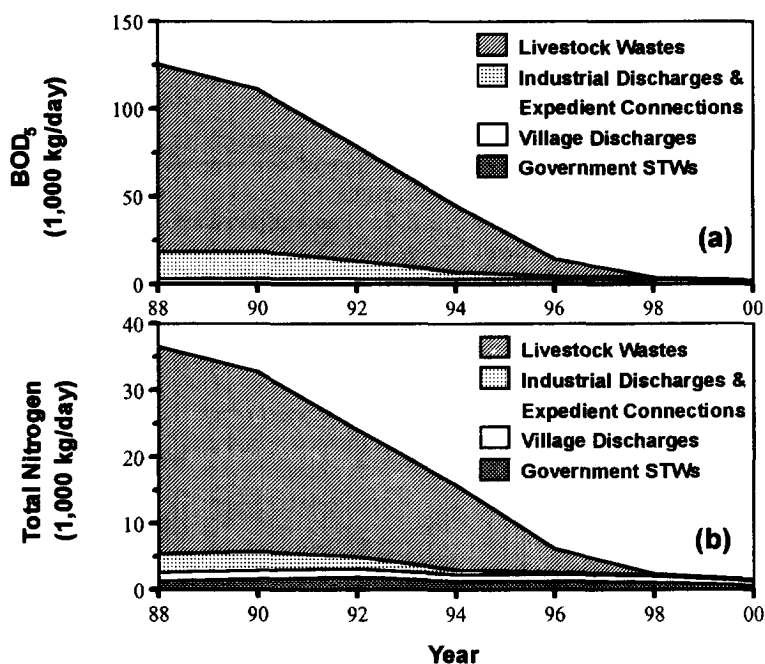 150
Livestock Wastes
Industrial Discharges &
Expedient Connections
Village Discharges
Government STWs
100
50
0
BOD5
(1,000 kg/day)
(a)
88 90 92 94 96 98 00
40
Livestock Wastes
Industrial Discharges &
Expedient Connections
Village Discharges
Government STWs
30
20
10
0
Total Nitrogen
(1,000 kg/day)
(b)
88 90 92 94 96 98 00
Year